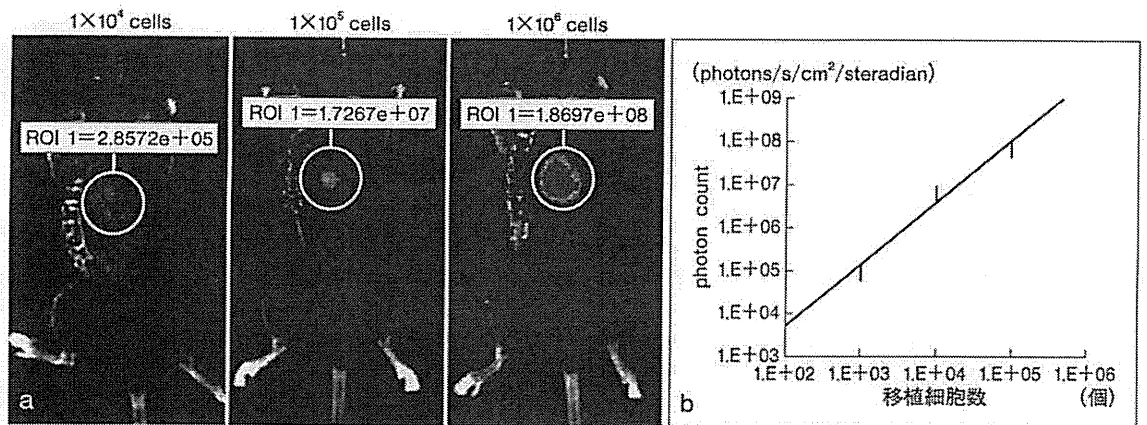 1×10⁴ cells
1×10⁵ cells
1×10⁶ cells
ROI 1=2.8572e+05
ROI 1=1.7267e+07
ROI 1=1.8697e+08
a
(photons/s/cm²/steradian)
photon count
1.E+09
1.E+08
1.E+07
1.E+06
1.E+05
1.E+04
1.E+03
1.E+02 1.E+03 1.E+04 1.E+05 1.E+06
移植細胞数 (個)
b